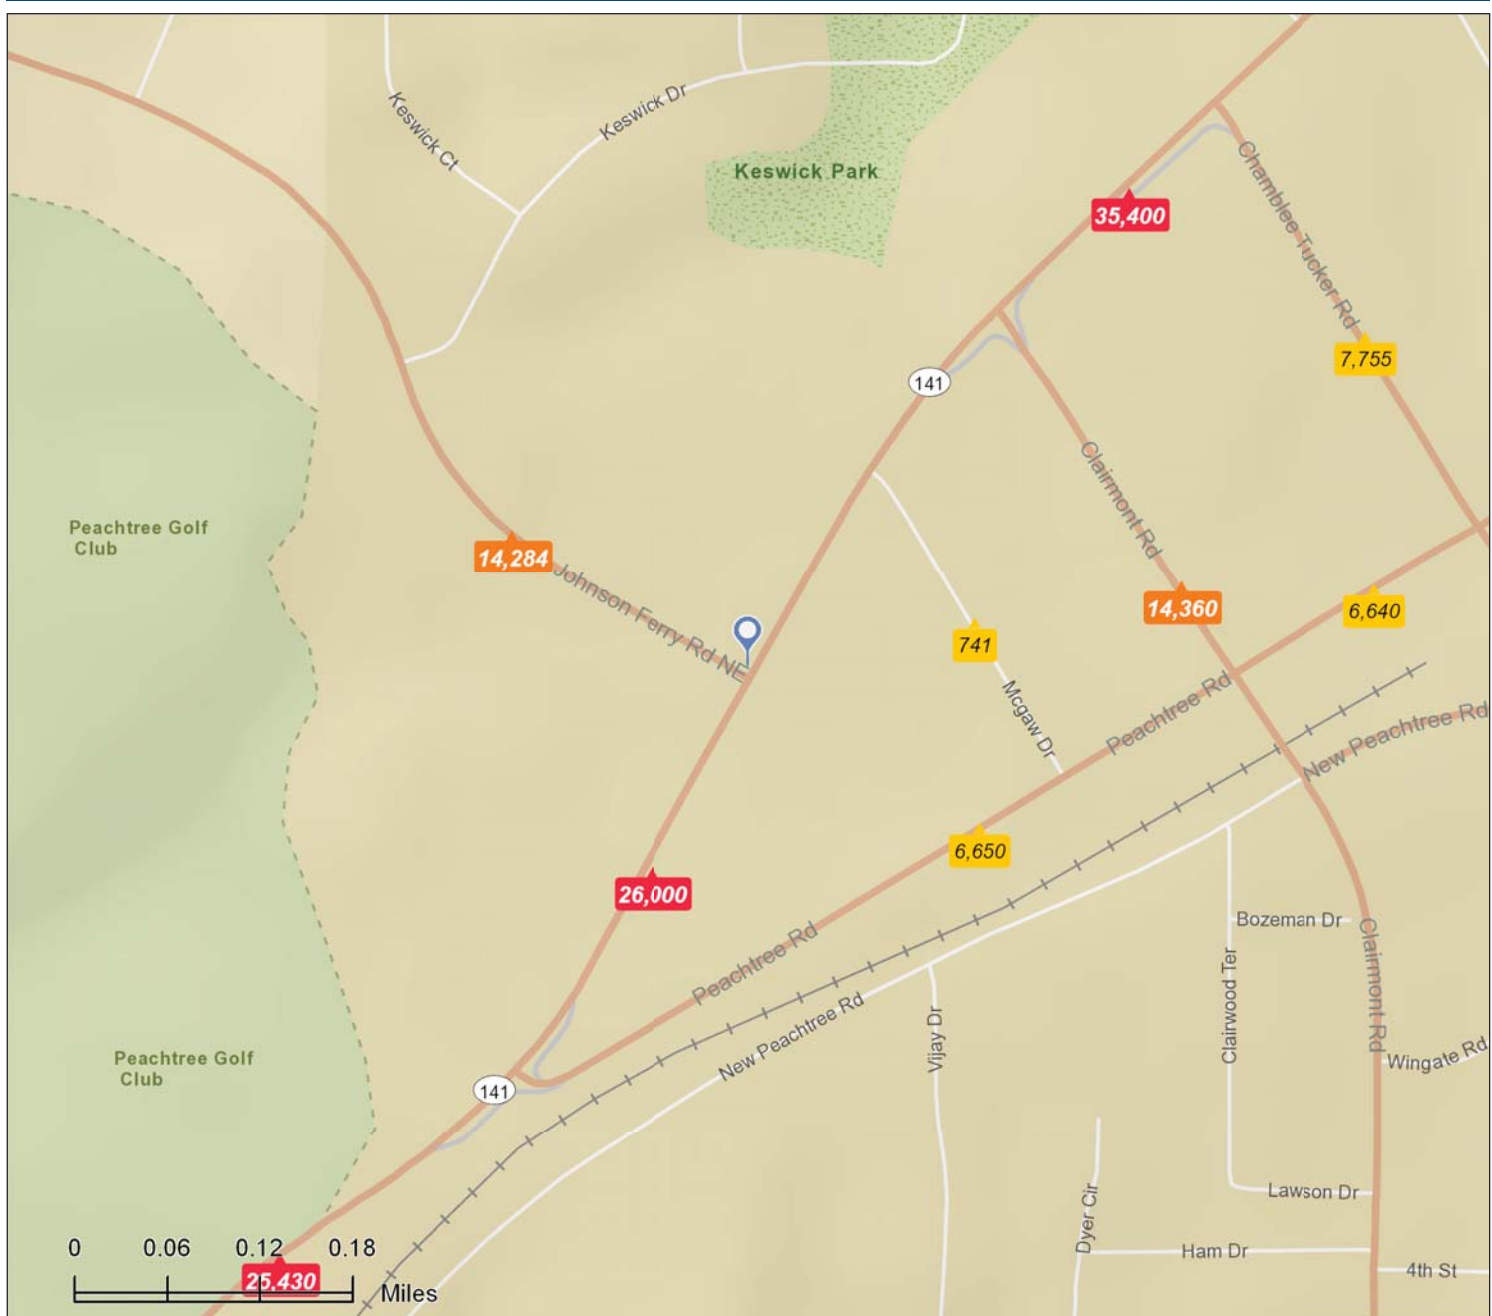 Keswick Ct
Keswick Dr
Keswick Park
35,400
Chamblee Tucker Rd
7,755
141
Clairmont Rd
Peachtree Golf
Club
14,284
Johnson Ferry Rd NE
14,360
6,640
741
Mcgaw Dr
Peachtree Rd
New Peachtree Rd
6,650
26,000
Peachtree Rd
Bozeman Dr
Clairwood Ter
Clairmont Rd
New Peachtree Rd
Vijay Dr
Wingate Rd
Peachtree Golf
Club
141
Dyer Cir
Lawson Dr
Ham Dr
4th St
0 0.06 0.12 0.18
25,430
Miles